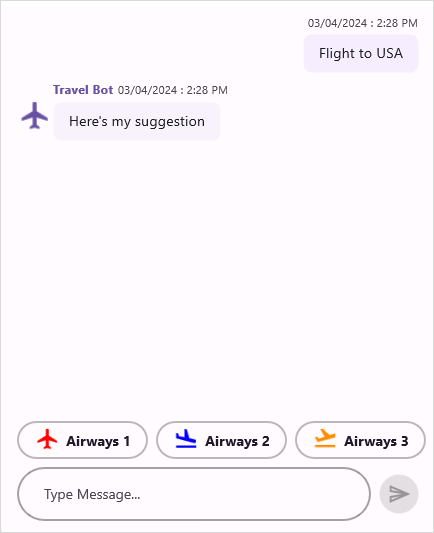 03/04/2024 : 2:28 PM
Flight to USA
Travel Bot 03/04/2024 : 2:28 PM
Here's my suggestion
Airways 1 Airways 2 Airways 3
Type Message...